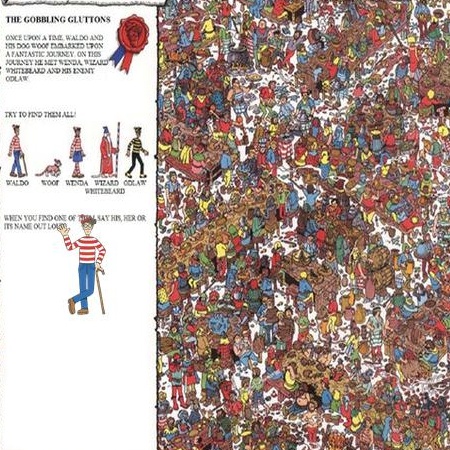 THE GOBBLING GLUTTONS
ONCE UPON A TIME, WALDO AND
HIS DOG WOOF EMBARKED UPON
A FANTASTIC JOURNEY. ON THIS
JOURNEY HE MET WENDA, WIZARD
WHITEBEARD AND HIS ENEMY
ODLAW.
TRY TO FIND THEM ALL!
WALDO WOOF WENDA WIZARD ODLAW
WHITEBEARD
WHEN YOU FIND ONE OF SAY HIS, HER OR
ITS NAME OUT